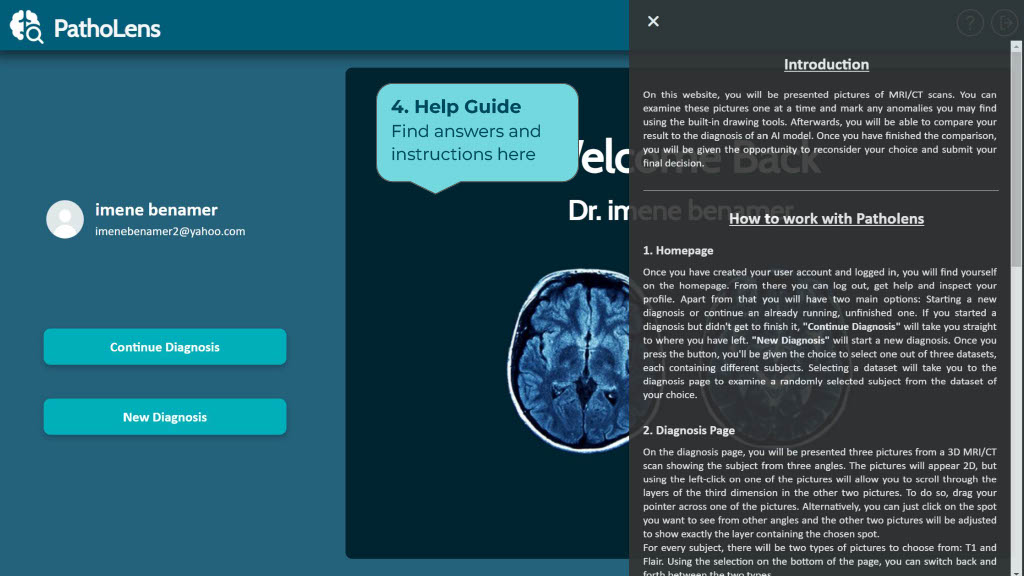 PathoLens
4. Help Guide
Find answers and
instructions here
Welcome Back
Dr. imene benamer
imene benamer
imenebenamer2@yahoo.com
Continue Diagnosis
New Diagnosis
×
?
Introduction
On this website, you will be presented pictures of MRI/CT scans. You can
examine these pictures one at a time and mark any anomalies you may find
using the built-in drawing tools. Afterwards, you will be able to compare your
result to the diagnosis of an AI model. Once you have finished the comparison,
you will be given the opportunity to reconsider your choice and submit your
final decision.
How to work with Patholens
1. Homepage
Once you have created your user account and logged in, you will find yourself
on the homepage. From there you can log out, get help and inspect your
profile. Apart from that you will have two main options: Starting a new
diagnosis or continue an already running, unfinished one. If you started a
diagnosis but didn't get to finish it, "Continue Diagnosis" will take you straight
to where you have left. "New Diagnosis" will start a new diagnosis. Once you
press the button, you'll be given the choice to select one out of three datasets,
each containing different subjects. Selecting a dataset will take you to the
diagnosis page to examine a randomly selected subject from the dataset of
your choice.
2. Diagnosis Page
On the diagnosis page, you will be presented three pictures from a 3D MRI/CT
scan showing the subject from three angles. The pictures will appear 2D, but
using the left-click on one of the pictures will allow you to scroll through the
layers of the third dimension in the other two pictures. To do so, drag your
pointer across one of the pictures. Alternatively, you can just click on the spot
you want to see from other angles and the other two pictures will be adjusted
to show exactly the layer containing the chosen spot.
For every subject, there will be two types of pictures to choose from: T1 and
Flair. Using the selection on the bottom of the page, you can switch back and
forth between the two types.